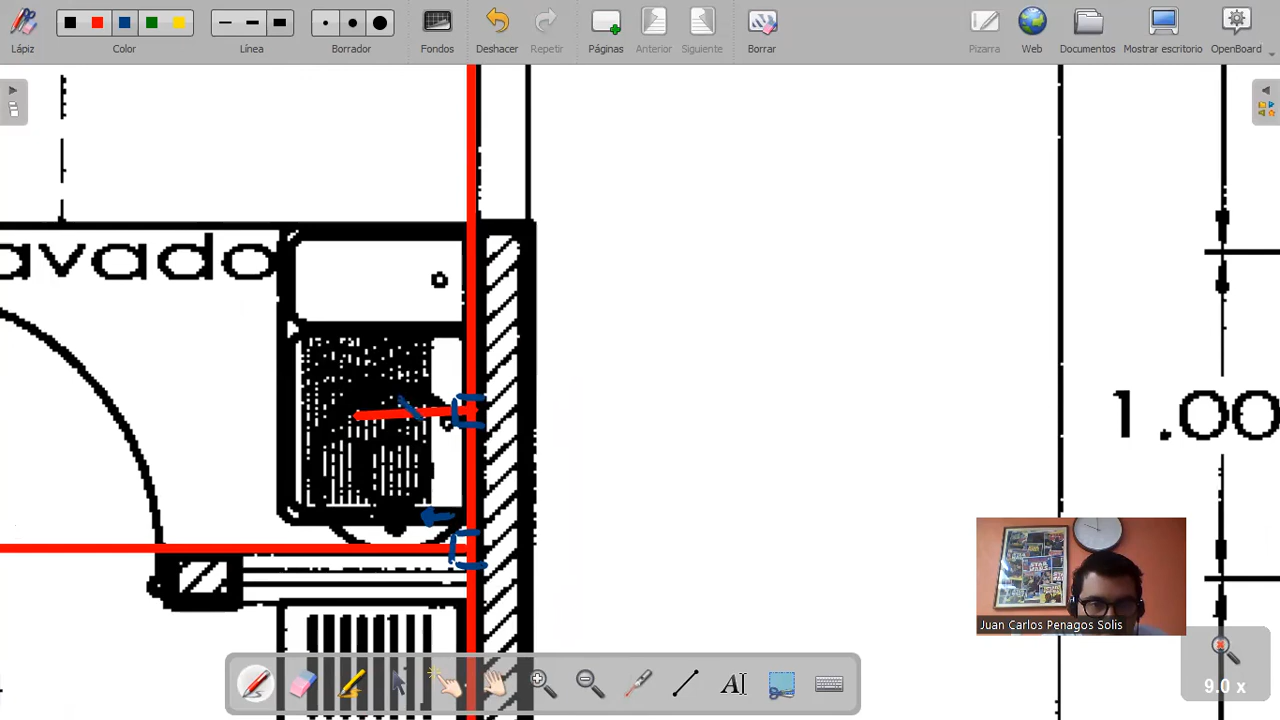 Lápiz Color Línea Borrador Fondos Deshacer Repetir Páginas Anterior Siguiente Borrar Pizarra Web Documentos Mostrar escritorio OpenBoard
avado
1.00
Juan Carlos Penagos Solis
9.0 x